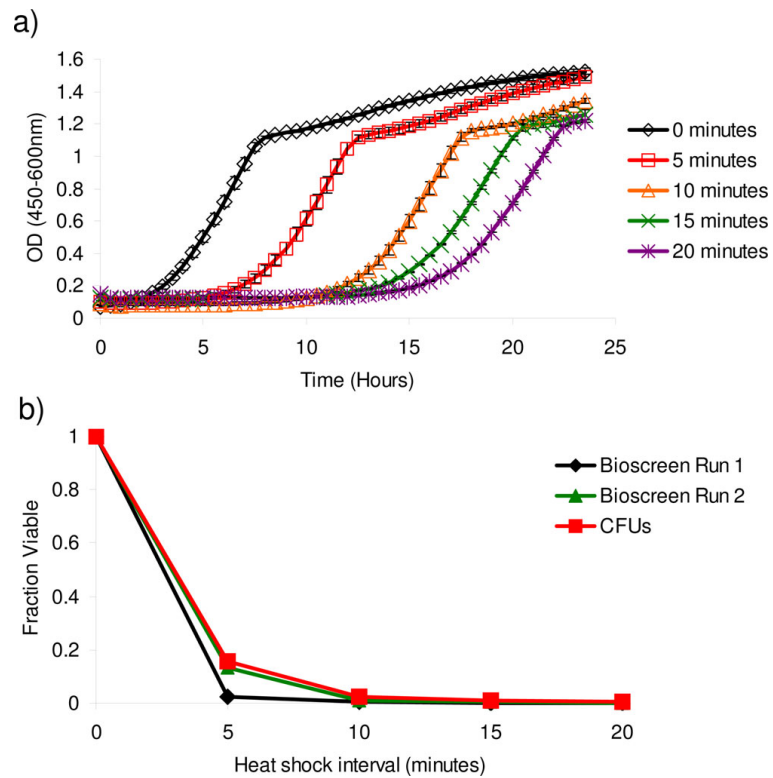 a)
1.6
1.4
1.2
1
0.8
0.6
0.4
0.2
0
OD (450-600nm)
0 5 10 15 20 25
Time (Hours)
0 minutes
5 minutes
10 minutes
15 minutes
20 minutes
b)
1
0.8
0.6
0.4
0.2
0
Fraction Viable
0 5 10 15 20
Heat shock interval (minutes)
Bioscreen Run 1
Bioscreen Run 2
CFUs